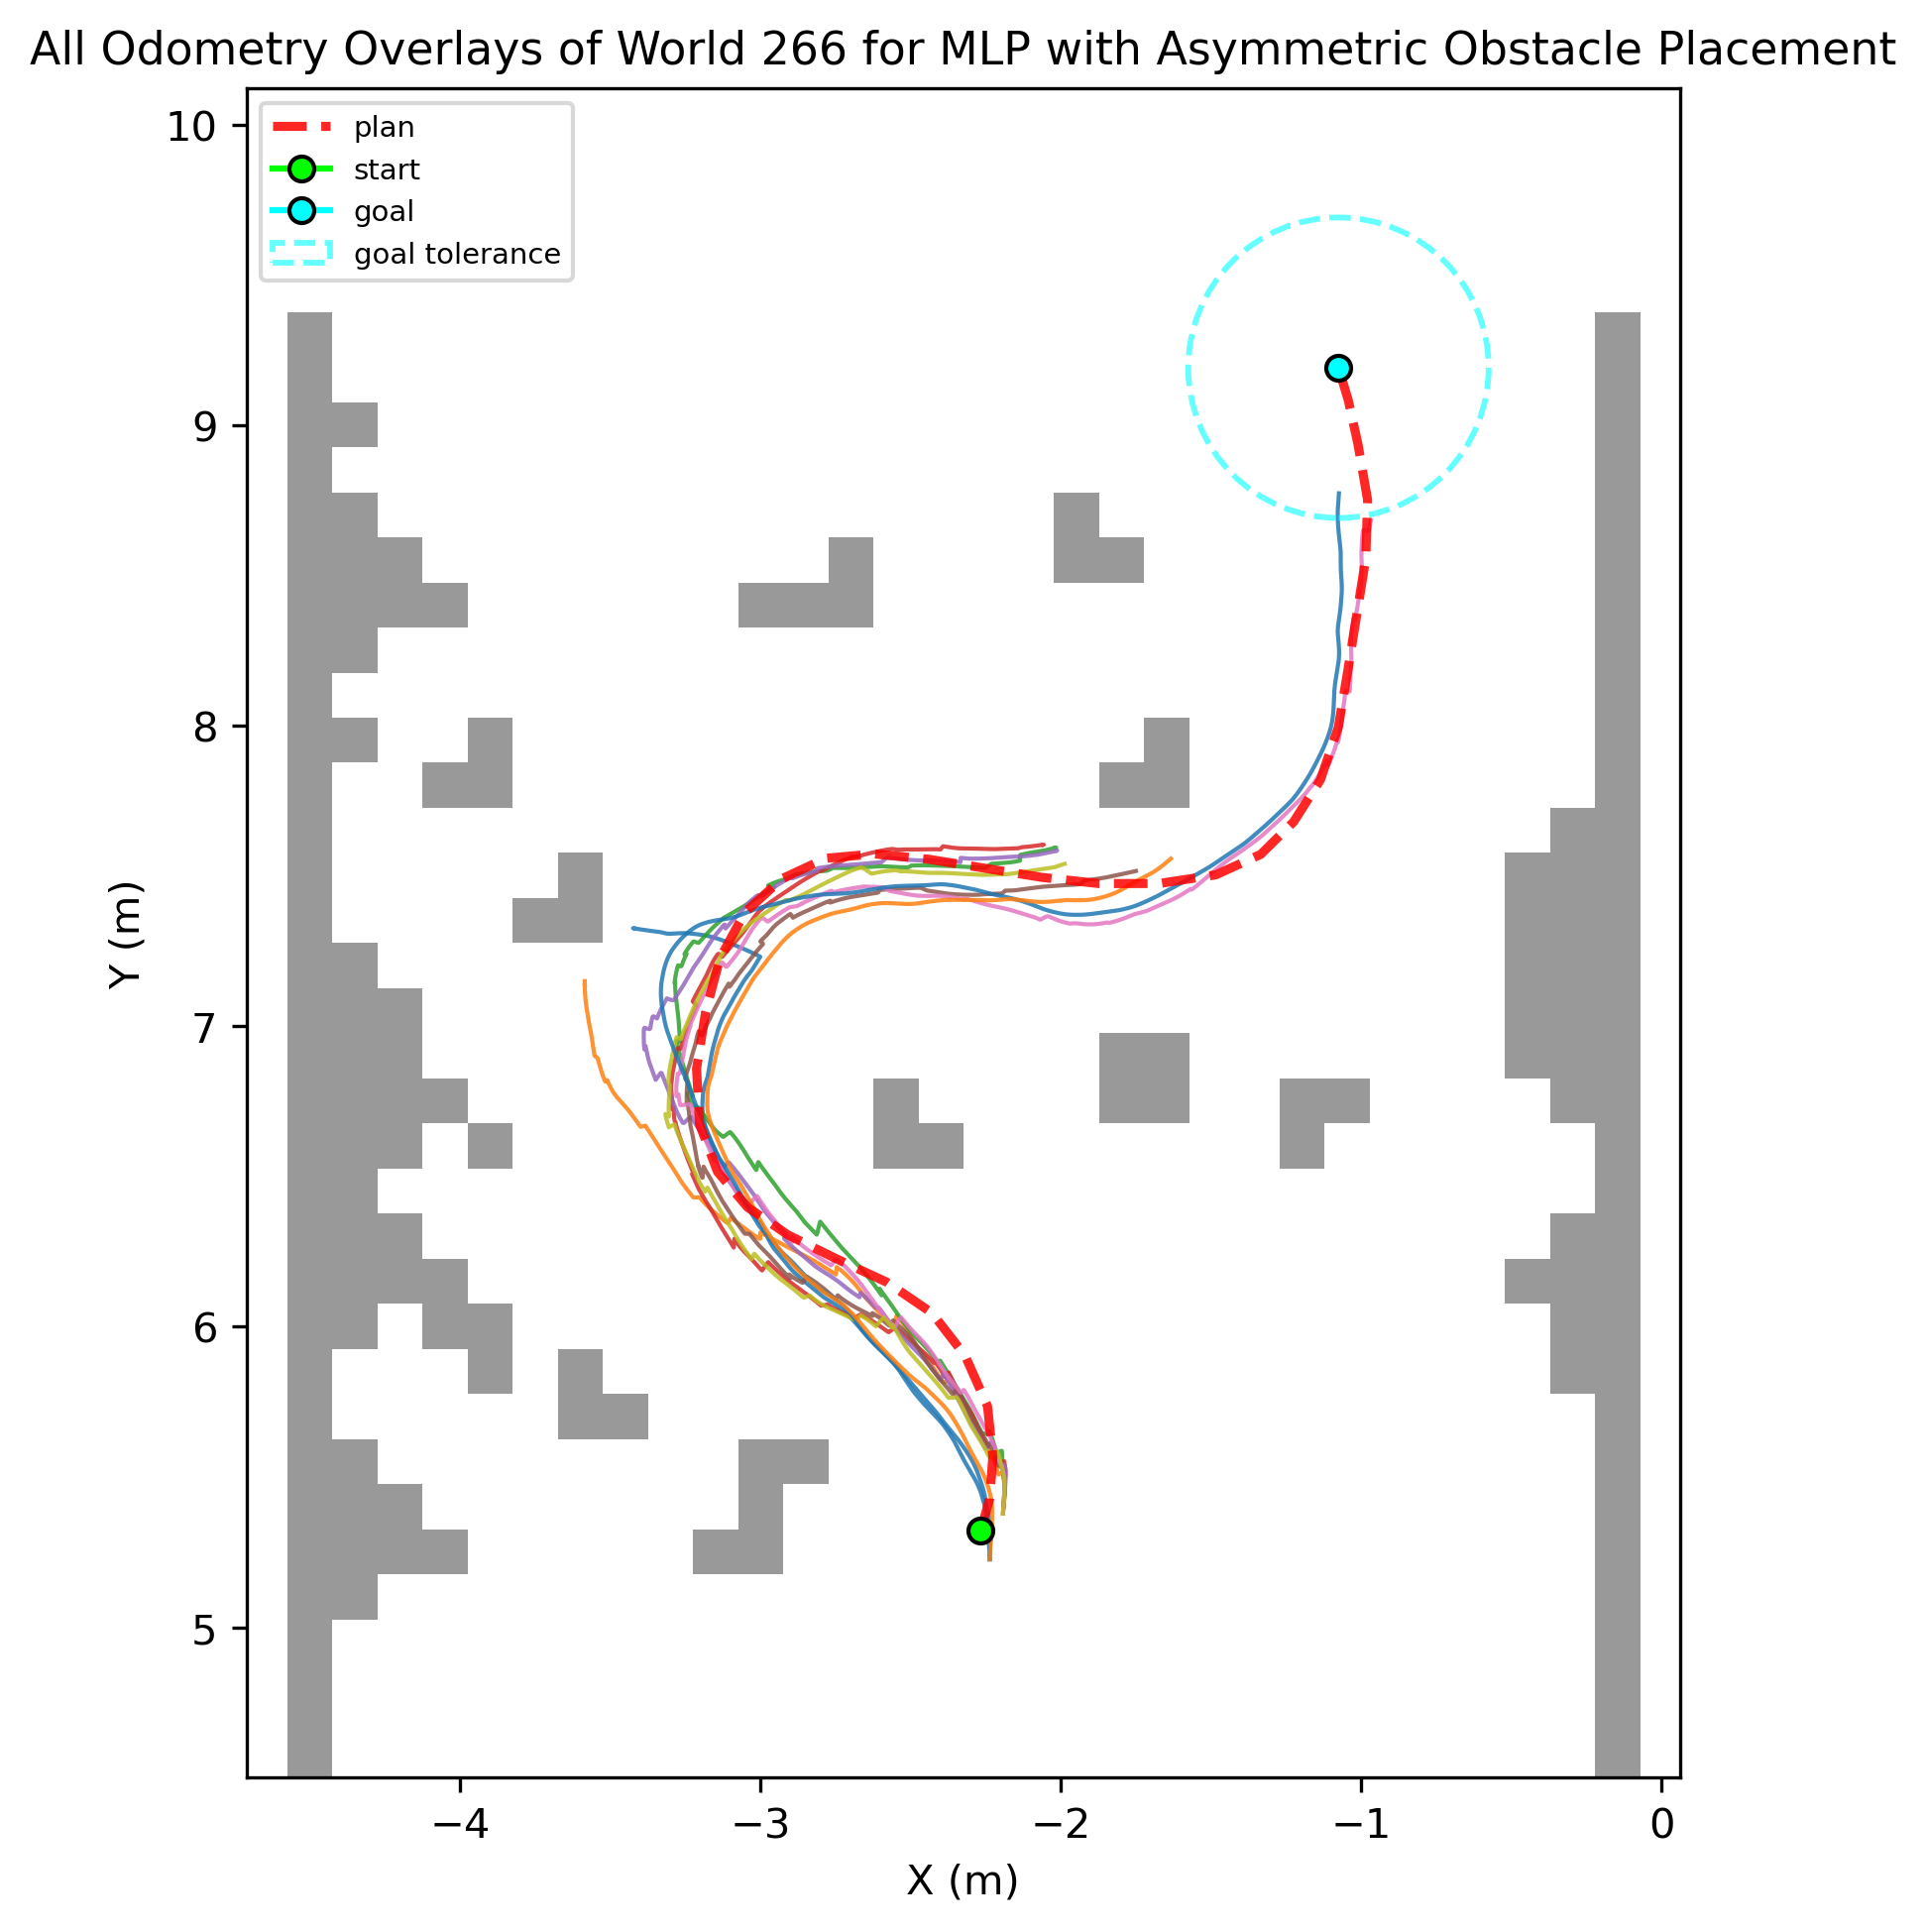 All Odometry Overlays of World 266 for MLP with Asymmetric Obstacle Placement
plan
start
goal
goal tolerance
10
9
8
7
6
5
Y (m)
−4
−3
−2
−1
0
X (m)